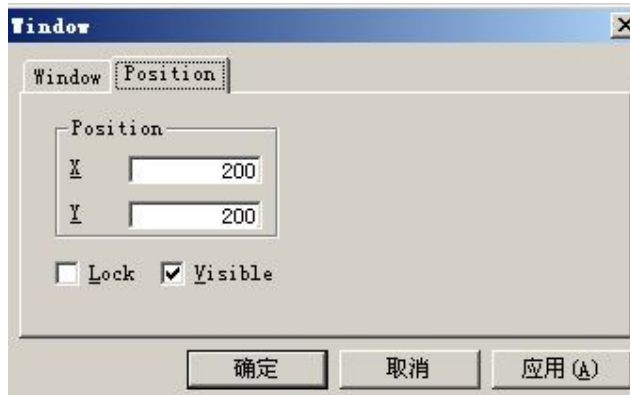 Window
Window Position
Position
X 200
Y 200
Lock Visible
确定 取消 应用(A)